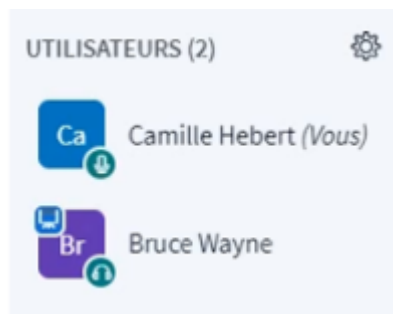 UTILISATEURS (2)
Ca
Camille Hebert (Vous)
Br
Bruce Wayne